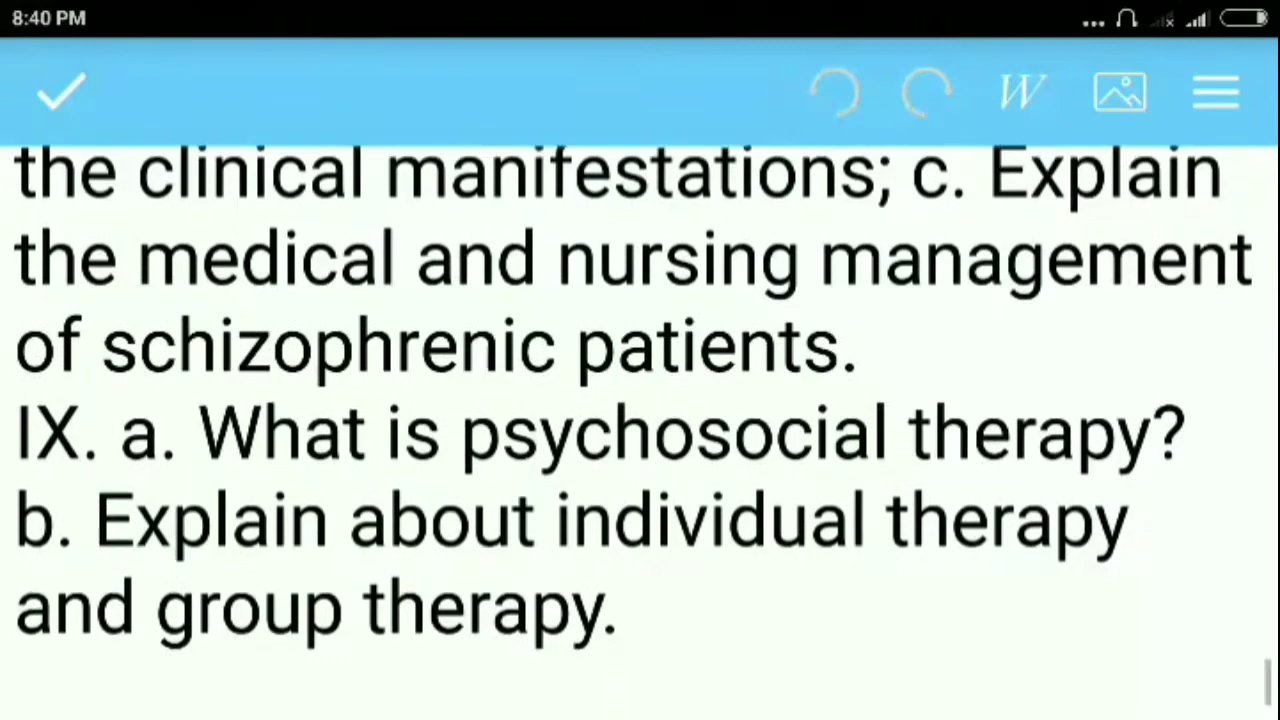 8:40 PM
W
the clinical manifestations; c. Explain
the medical and nursing management
of schizophrenic patients.
IX. a. What is psychosocial therapy?
b. Explain about individual therapy
and group therapy.